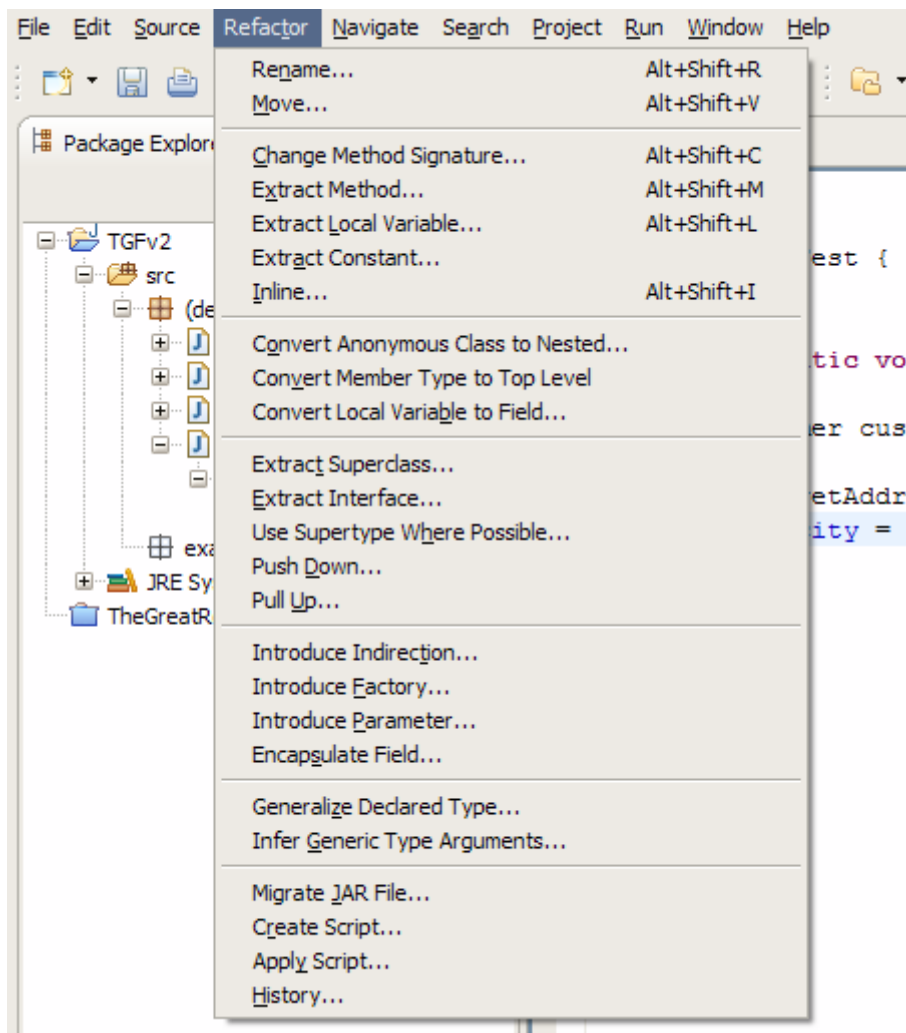 File Edit Source Refactor Navigate Search Project Run Window Help
Rename... Alt+Shift+R
Move... Alt+Shift+V
Package Explor
Change Method Signature... Alt+Shift+C
Extract Method... Alt+Shift+M
Extract Local Variable... Alt+Shift+L
Extract Constant...
Inline... Alt+Shift+I
Convert Anonymous Class to Nested...
Convert Member Type to Top Level
Convert Local Variable to Field...
Extract Superclass...
Extract Interface...
Use Supertype Where Possible...
Push Down...
Pull Up...
Introduce Indirection...
Introduce Factory...
Introduce Parameter...
Encapsulate Field...
Generalize Declared Type...
Infer Generic Type Arguments...
Migrate JAR File...
Create Script...
Apply Script...
History...
TGFv2
src
(de
J
J
J
J
exa
JRE Sy
TheGreatR
est {
tic vo
er cus
etAddr
ity =